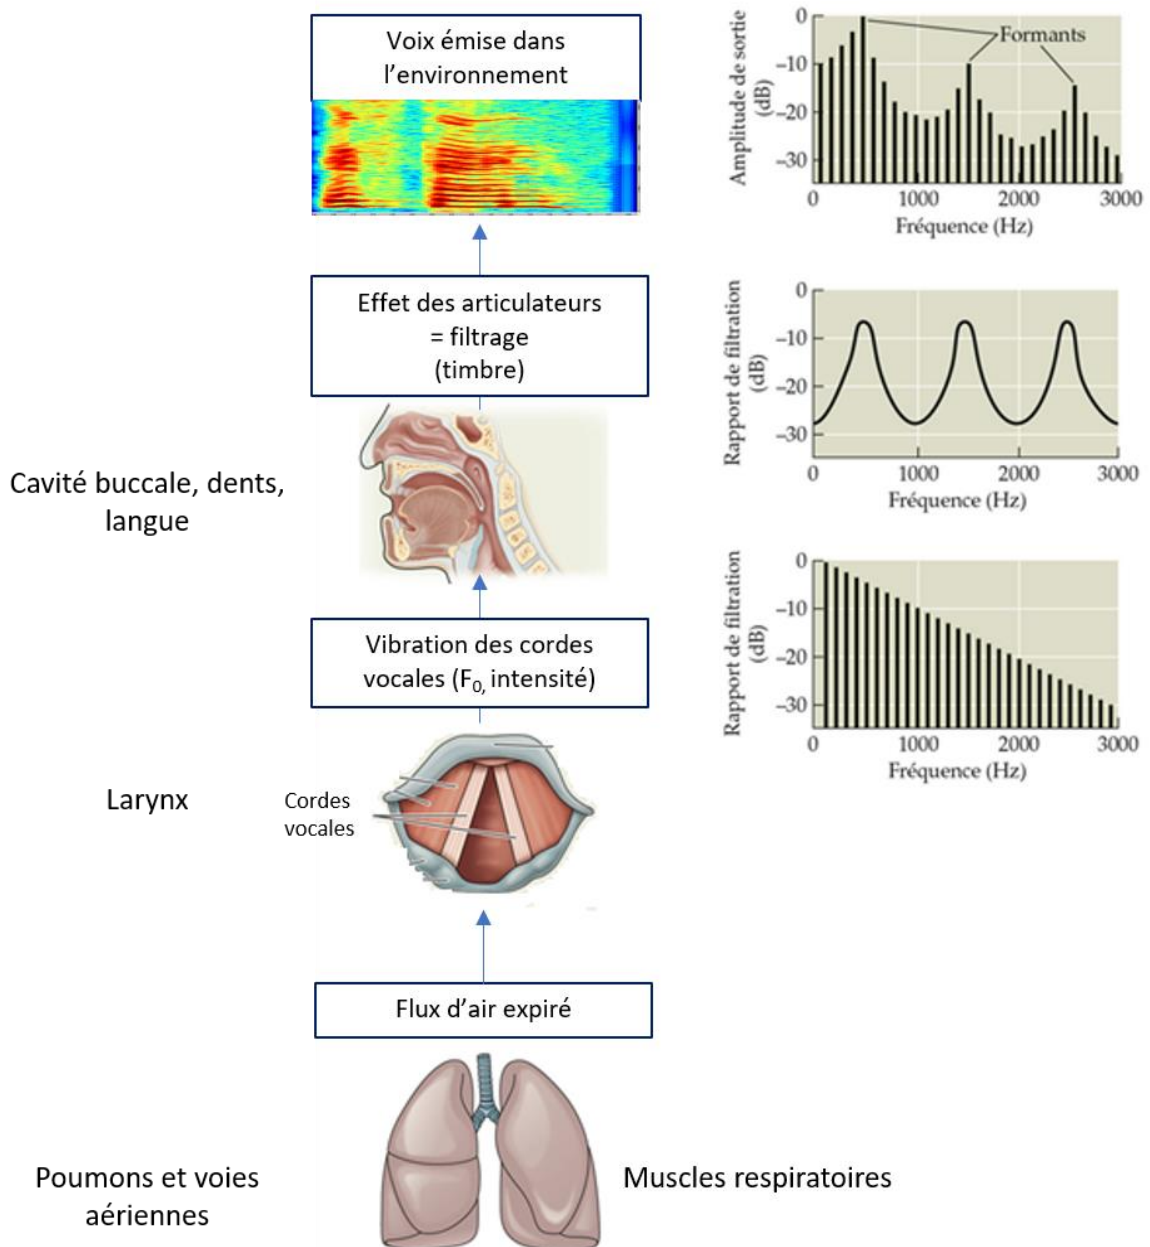 Voix émise dans
l’environnement
Amplitude de sortie
(dB)
0
−10
−20
−30
Formants
0
1000
2000
3000
Fréquence (Hz)
Effet des articulateurs
= filtrage
(timbre)
Rapport de filtration
(dB)
0
−10
−20
−30
0
1000
2000
3000
Fréquence (Hz)
Cavité buccale, dents,
langue
Vibration des cordes
vocales (F₀, intensité)
Rapport de filtration
(dB)
0
−10
−20
−30
0
1000
2000
3000
Fréquence (Hz)
Larynx
Cordes
vocales
Flux d’air expiré
Poumons et voies
aériennes
Muscles respiratoires